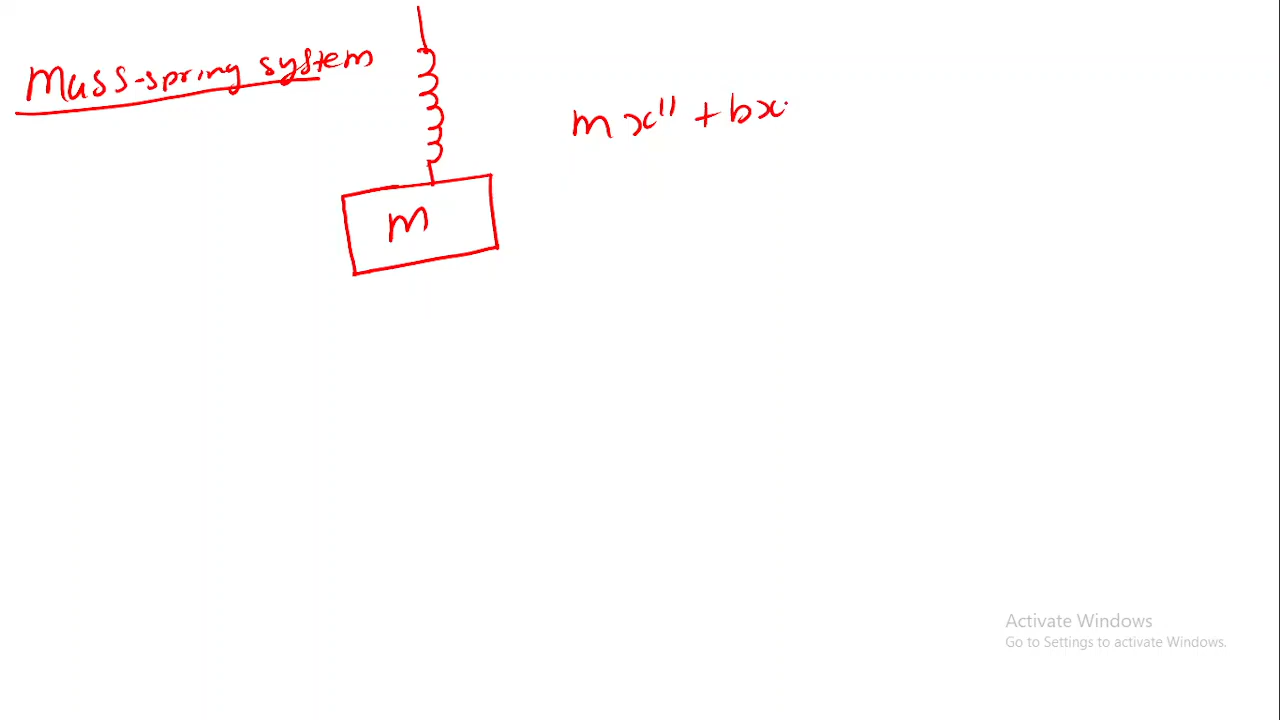 Mass-spring system
mx'' + bx
m
Activate Windows
Go to Settings to activate Windows.